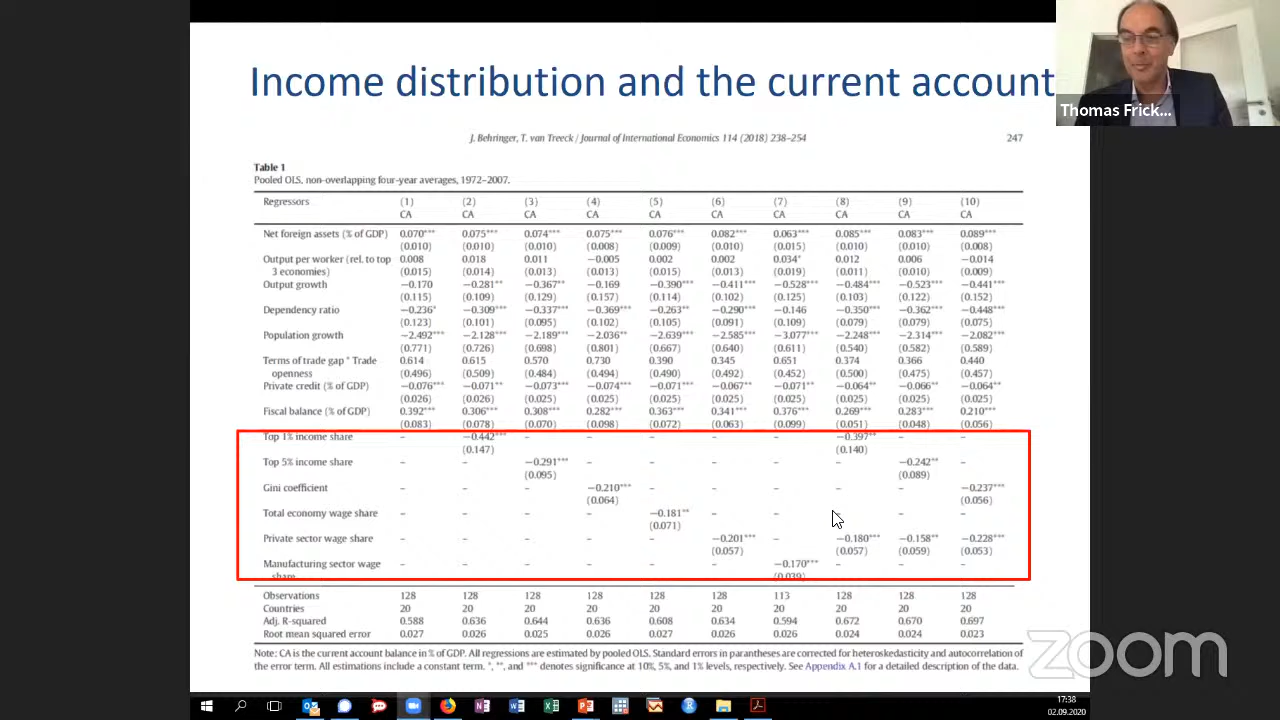 Income distribution and the current account
Thomas Frick...
J. Behringer, T. van Treeck / Journal of International Economics 114 (2018) 238–254 247
Table 1
Pooled OLS, non-overlapping four-year averages, 1972–2007.
Regressors (1) (2) (3) (4) (5) (6) (7) (8) (9) (10)
CA CA CA CA CA CA CA CA CA CA
Net foreign assets (% of GDP) 0.070*** 0.075*** 0.074*** 0.075*** 0.076*** 0.082*** 0.063*** 0.085*** 0.083*** 0.089***
(0.010) (0.010) (0.010) (0.008) (0.009) (0.010) (0.015) (0.010) (0.010) (0.008)
Output per worker (rel. to top 0.008 0.018 0.011 −0.005 0.002 0.002 0.034* 0.012 0.006 −0.014
3 economies) (0.015) (0.014) (0.013) (0.013) (0.015) (0.013) (0.019) (0.011) (0.010) (0.009)
Output growth −0.170 −0.281** −0.367** −0.169 −0.390*** −0.411*** −0.528*** −0.484*** −0.523*** −0.441***
(0.115) (0.109) (0.129) (0.157) (0.114) (0.102) (0.125) (0.103) (0.122) (0.152)
Dependency ratio −0.236* −0.309*** −0.337*** −0.369*** −0.263** −0.290*** −0.146 −0.350*** −0.362*** −0.448***
(0.123) (0.101) (0.095) (0.102) (0.105) (0.091) (0.109) (0.079) (0.079) (0.075)
Population growth −2.492*** −2.128*** −2.189*** −2.036** −2.639*** −2.585*** −3.077*** −2.248*** −2.314*** −2.082***
(0.771) (0.726) (0.698) (0.801) (0.667) (0.640) (0.611) (0.540) (0.582) (0.589)
Terms of trade gap * Trade 0.614 0.615 0.570 0.730 0.390 0.345 0.651 0.374 0.366 0.440
openness (0.496) (0.509) (0.484) (0.494) (0.490) (0.492) (0.452) (0.500) (0.475) (0.457)
Private credit (% of GDP) −0.076*** −0.071** −0.073*** −0.074*** −0.071*** −0.067** −0.071** −0.064** −0.066** −0.064**
(0.026) (0.026) (0.025) (0.025) (0.025) (0.025) (0.025) (0.025) (0.025) (0.025)
Fiscal balance (% of GDP) 0.392*** 0.306*** 0.308*** 0.282*** 0.363*** 0.341*** 0.376*** 0.269*** 0.283*** 0.210***
(0.083) (0.078) (0.070) (0.098) (0.072) (0.063) (0.099) (0.051) (0.048) (0.056)
Top 1% income share – −0.442*** – – – – – −0.397** – –
(0.147) (0.140)
Top 5% income share – – −0.291*** – – – – – −0.242** –
(0.095) (0.089)
Gini coefficient – – – −0.210*** – – – – – −0.237***
(0.064) (0.056)
Total economy wage share – – – – −0.181** – – – – –
(0.071)
Private sector wage share – – – – – −0.201*** – −0.180*** −0.158** −0.228***
(0.057) (0.057) (0.059) (0.053)
Manufacturing sector wage – – – – – – −0.170*** – – –
share (0.039)
Observations 128 128 128 128 128 128 113 128 128 128
Countries 20 20 20 20 20 20 20 20 20 20
Adj. R-squared 0.588 0.636 0.644 0.636 0.608 0.634 0.594 0.672 0.670 0.697
Root mean squared error 0.027 0.026 0.025 0.026 0.027 0.026 0.026 0.024 0.024 0.023
Note: CA is the current account balance in % of GDP. All regressions are estimated by pooled OLS. Standard errors in parantheses are corrected for heteroskedasticity and autocorrelation of
the error term. All estimations include a constant term. *, **, and *** denotes significance at 10%, 5%, and 1% levels, respectively. See Appendix A.1 for a detailed description of the data.
zoom
17:38
02.09.2020